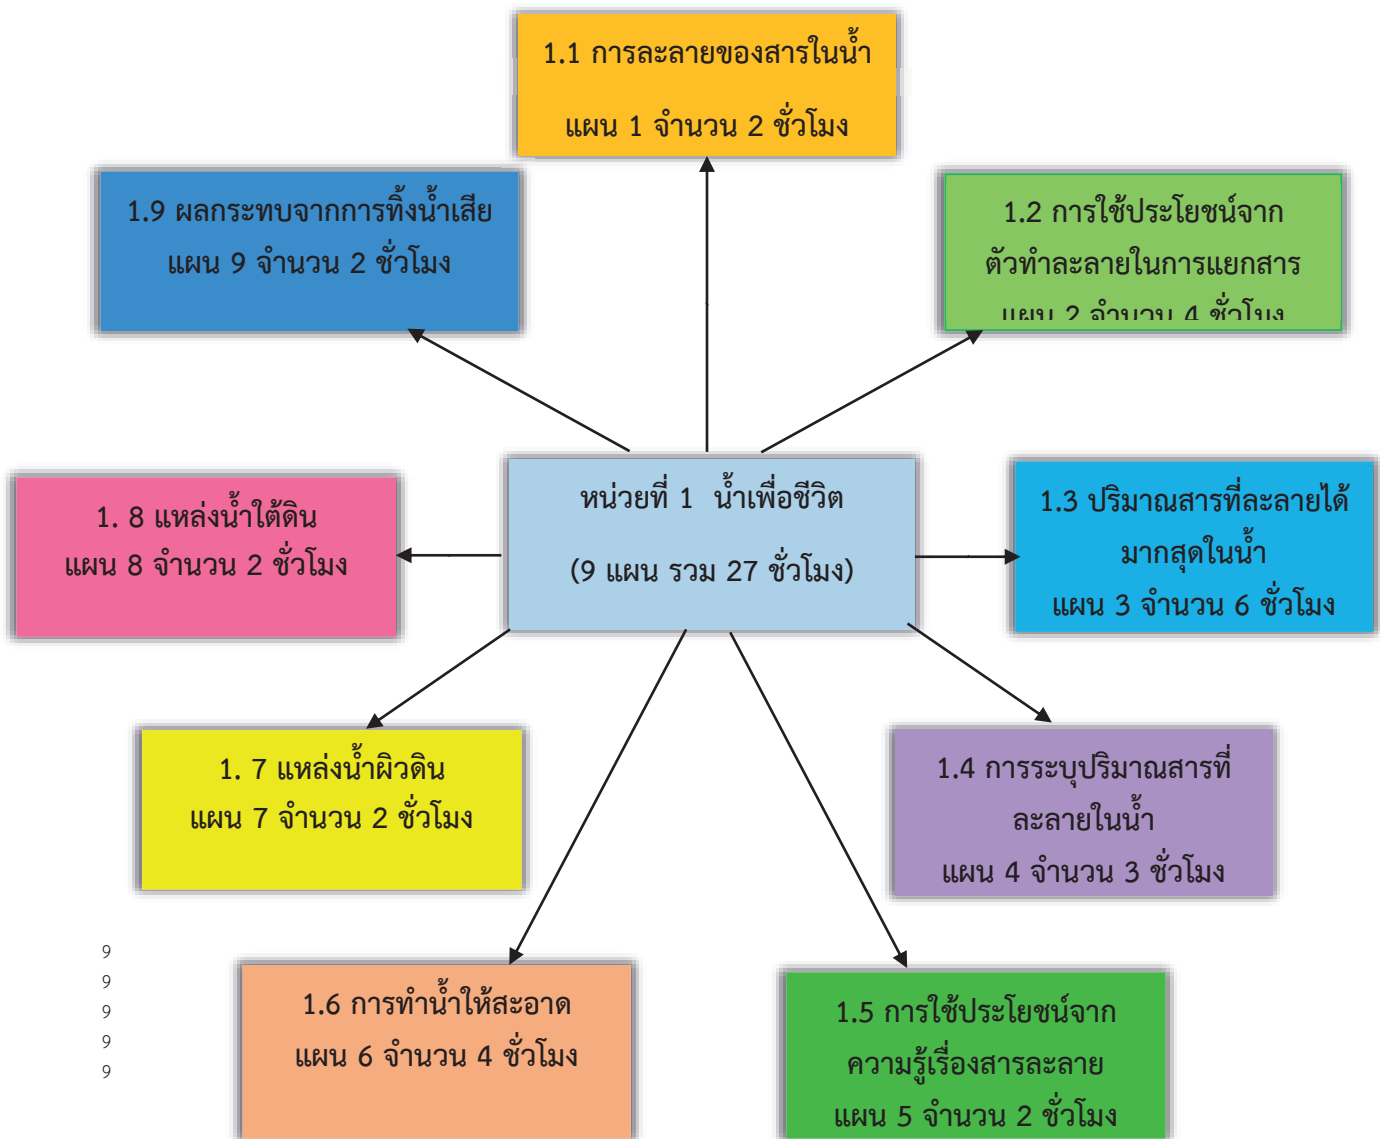 1.1 การละลายของสารในน้ำ
แผน 1 จำนวน 2 ชั่วโมง
1.9 ผลกระทบจากการทิ้งน้ำเสีย
แผน 9 จำนวน 2 ชั่วโมง
1.2 การใช้ประโยชน์จาก
ตัวทำละลายในการแยกสาร
แผน 2 จำนวน 4 ชั่วโมง
หน่วยที่ 1 น้ำเพื่อชีวิต
(9 แผน รวม 27 ชั่วโมง)
1. 8 แหล่งน้ำใต้ดิน
แผน 8 จำนวน 2 ชั่วโมง
1.3 ปริมาณสารที่ละลายได้
มากสุดในน้ำ
แผน 3 จำนวน 6 ชั่วโมง
1. 7 แหล่งน้ำผิวดิน
แผน 7 จำนวน 2 ชั่วโมง
1.4 การระบุปริมาณสารที่
ละลายในน้ำ
แผน 4 จำนวน 3 ชั่วโมง
9
9
9
9
9
1.6 การทำน้ำให้สะอาด
แผน 6 จำนวน 4 ชั่วโมง
1.5 การใช้ประโยชน์จาก
ความรู้เรื่องสารละลาย
แผน 5 จำนวน 2 ชั่วโมง